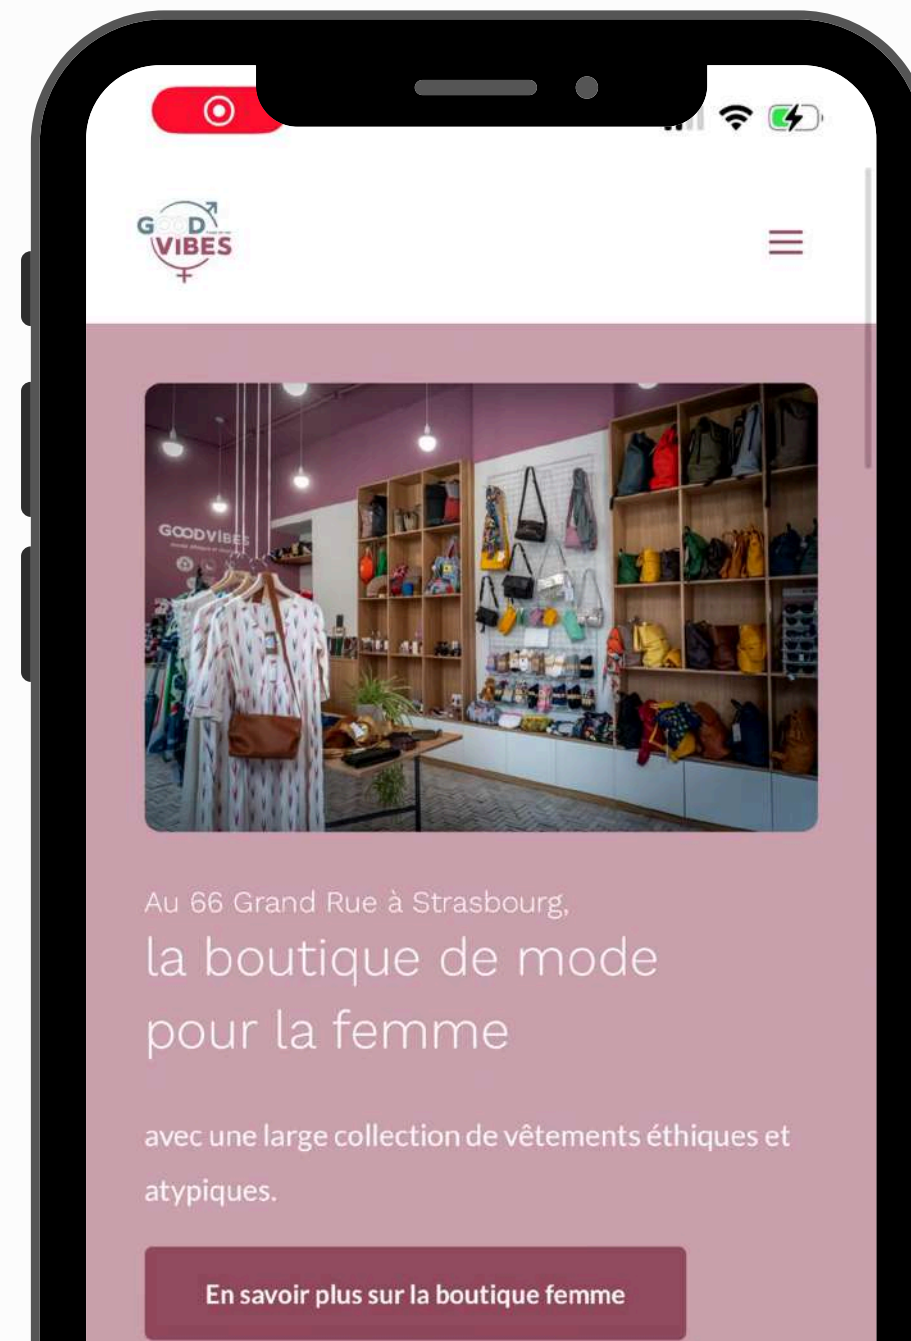 GOOD
VIBES
GOODVIBES
Au 66 Grand Rue à Strasbourg,
la boutique de mode
pour la femme
avec une large collection de vêtements éthiques et
atypiques.
En savoir plus sur la boutique femme